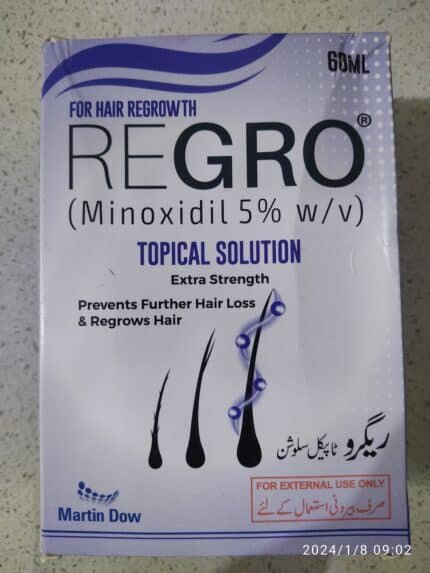 60ML
FOR HAIR REGROWTH
REGRO®
(Minoxidil 5% w/v)
TOPICAL SOLUTION
Extra Strength
Prevents Further Hair Loss
& Regrows Hair
ریگرو ٹاپیکل سلوشن
FOR EXTERNAL USE ONLY
صرف بیرونی استعمال کے لئے
Martin Dow
2024/1/8 09:02